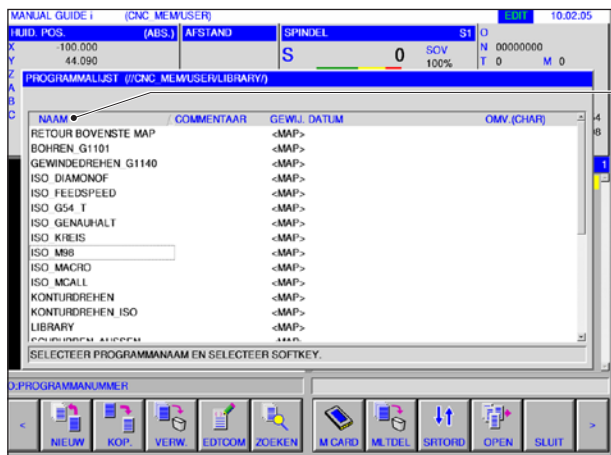 MANUAL GUIDE i (CNC_MEM/USER) EDIT 10.02.05
HUID. POS. (ABS.) AFSTAND SPINDEL S1 O
X -100.000 S 0 SOV N 00000000
Y 44.090 100% T 0 M 0
Z PROGRAMMALIJST (//CNC_MEM/USER/LIBRARY/)
A
B
C NAAM / COMMENTAAR GEWIJ. DATUM OMV.(CHAR)
RETOUR BOVENSTE MAP <MAP>
BOHREN_G1101 <MAP>
GEWINDEDREHEN_G1140 <MAP>
ISO_DIAMONOF <MAP>
ISO_FEEDSPEED <MAP>
ISO_G54_T <MAP>
ISO_GENAUHALT <MAP>
ISO_KREIS <MAP>
ISO_M98 <MAP>
ISO_MACRO <MAP>
ISO_MCALL <MAP>
KONTURDREHEN <MAP>
KONTURDREHEN_ISO <MAP>
LIBRARY <MAP>
SELECTEER PROGRAMMANAAM EN SELECTEER SOFTKEY.
O:PROGRAMMANUMMER
< NIEUW KOP. VERW. EDTCOM ZOEKEN M CARD MLTDEL SRTORD OPEN SLUIT >